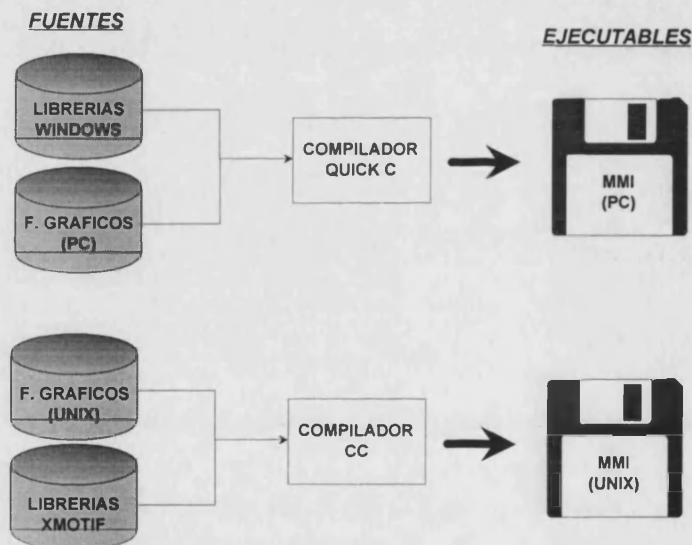 FUENTES
EJECUTABLES
LIBRERIAS
WINDOWS
F. GRAFICOS
(PC)
COMPILADOR
QUICK C
MMI
(PC)
F. GRAFICOS
(UNIX)
LIBRERIAS
XMOTIF
COMPILADOR
CC
MMI
(UNIX)